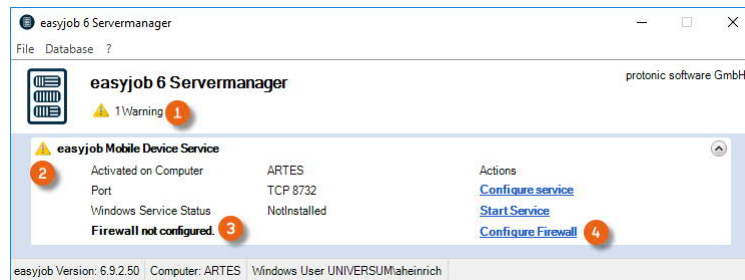 easyjob 6 Servermanager
File Database ?
easyjob 6 Servermanager
protonic software GmbH
1 Warning 1
easyjob Mobile Device Service
2
Activated on Computer ARTES Actions
Port TCP 8732 Configure service
Windows Service Status NotInstalled Start Service
Firewall not configured. 3 Configure Firewall 4
easyjob Version: 6.9.2.50 Computer: ARTES Windows User UNIVERSUM\aheinrich